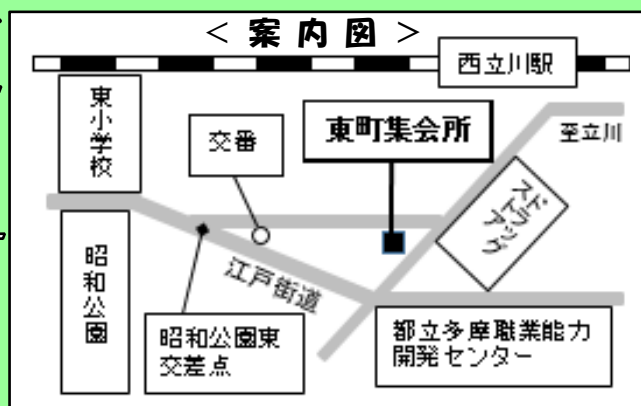 ＜案内図＞
西立川駅
東小学校
交番
東町集会所
至立川
ドラッグ
ストア
昭和公園
江戸街道
昭和公園東
交差点
都立多摩職業能力
開発センター